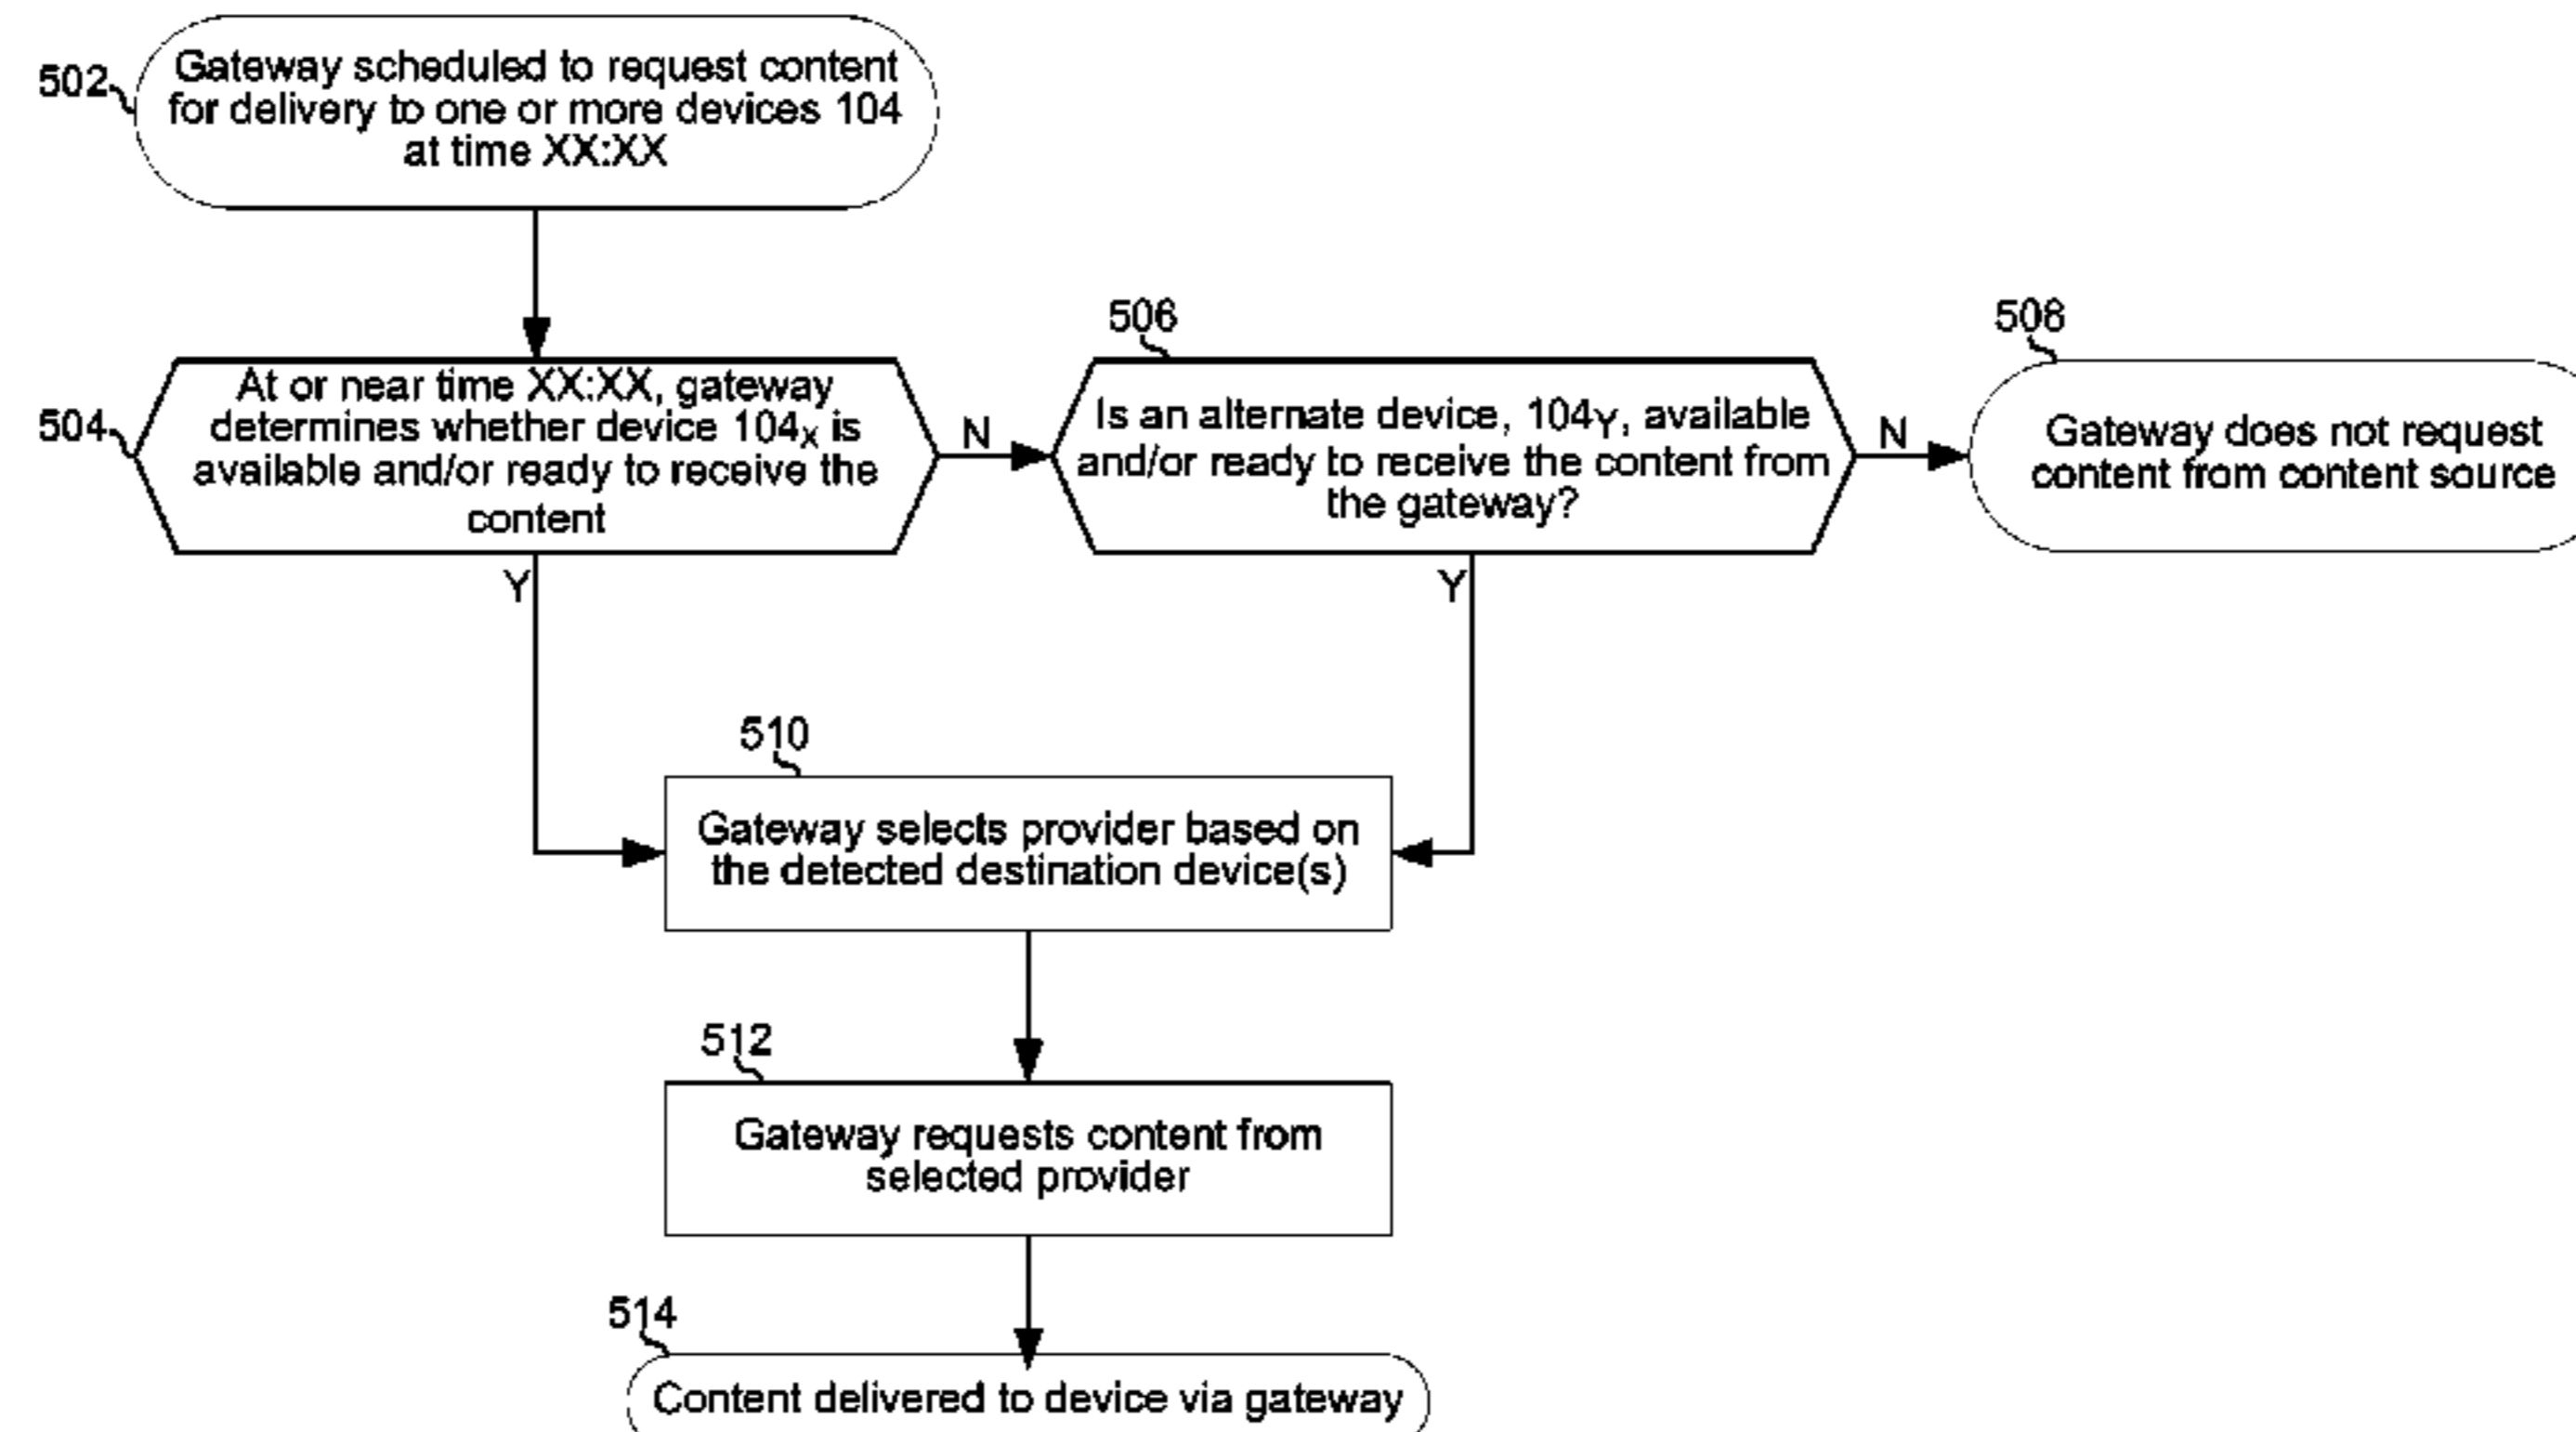 502
Gateway scheduled to request content
for delivery to one or more devices 104
at time XX:XX
504
At or near time XX:XX, gateway
determines whether device 104X is
available and/or ready to receive the
content
N
506
Is an alternate device, 104Y, available
and/or ready to receive the content from
the gateway?
N
508
Gateway does not request
content from content source
Y
Y
510
Gateway selects provider based on
the detected destination device(s)
512
Gateway requests content from
selected provider
514
Content delivered to device via gateway